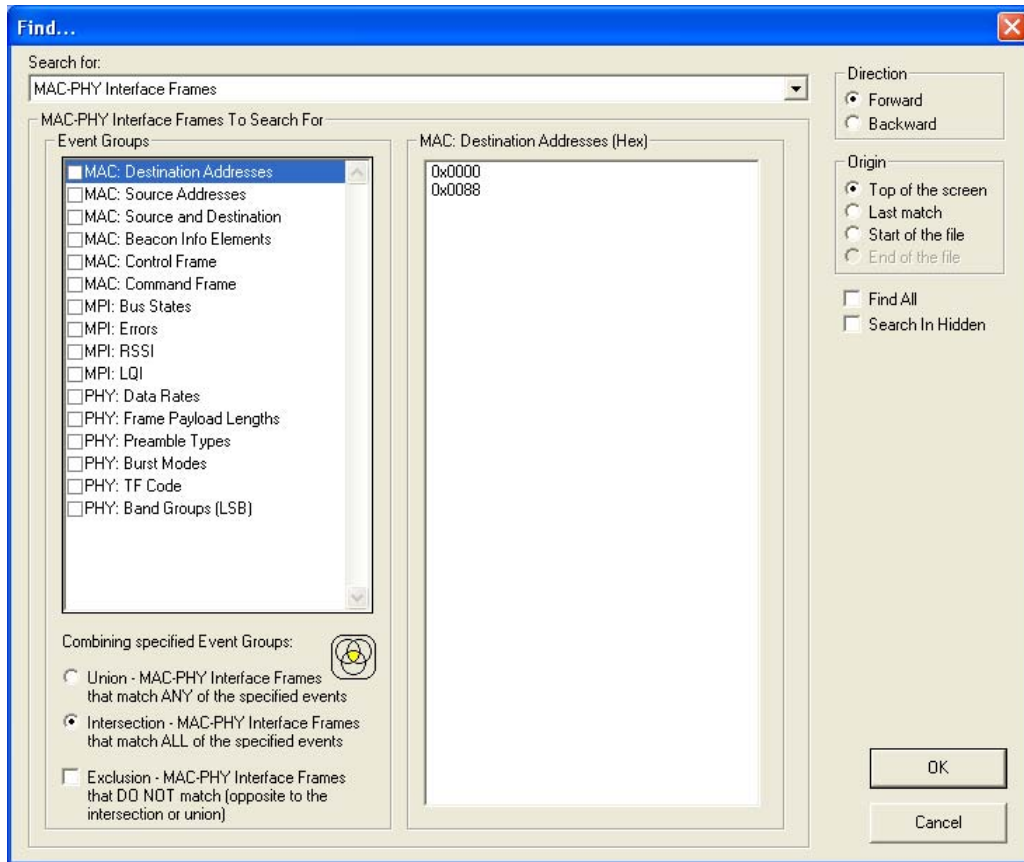 Find...
Search for:
MAC-PHY Interface Frames
MAC-PHY Interface Frames To Search For
Event Groups
MAC: Destination Addresses
MAC: Source Addresses
MAC: Source and Destination
MAC: Beacon Info Elements
MAC: Control Frame
MAC: Command Frame
MPI: Bus States
MPI: Errors
MPI: RSSI
MPI: LQI
PHY: Data Rates
PHY: Frame Payload Lengths
PHY: Preamble Types
PHY: Burst Modes
PHY: TF Code
PHY: Band Groups (LSB)
Combining specified Event Groups:
Union - MAC-PHY Interface Frames
that match ANY of the specified events
Intersection - MAC-PHY Interface Frames
that match ALL of the specified events
Exclusion - MAC-PHY Interface Frames
that DO NOT match (opposite to the
intersection or union)
MAC: Destination Addresses (Hex)
0x0000
0x0088
Direction
Forward
Backward
Origin
Top of the screen
Last match
Start of the file
End of the file
Find All
Search In Hidden
OK
Cancel